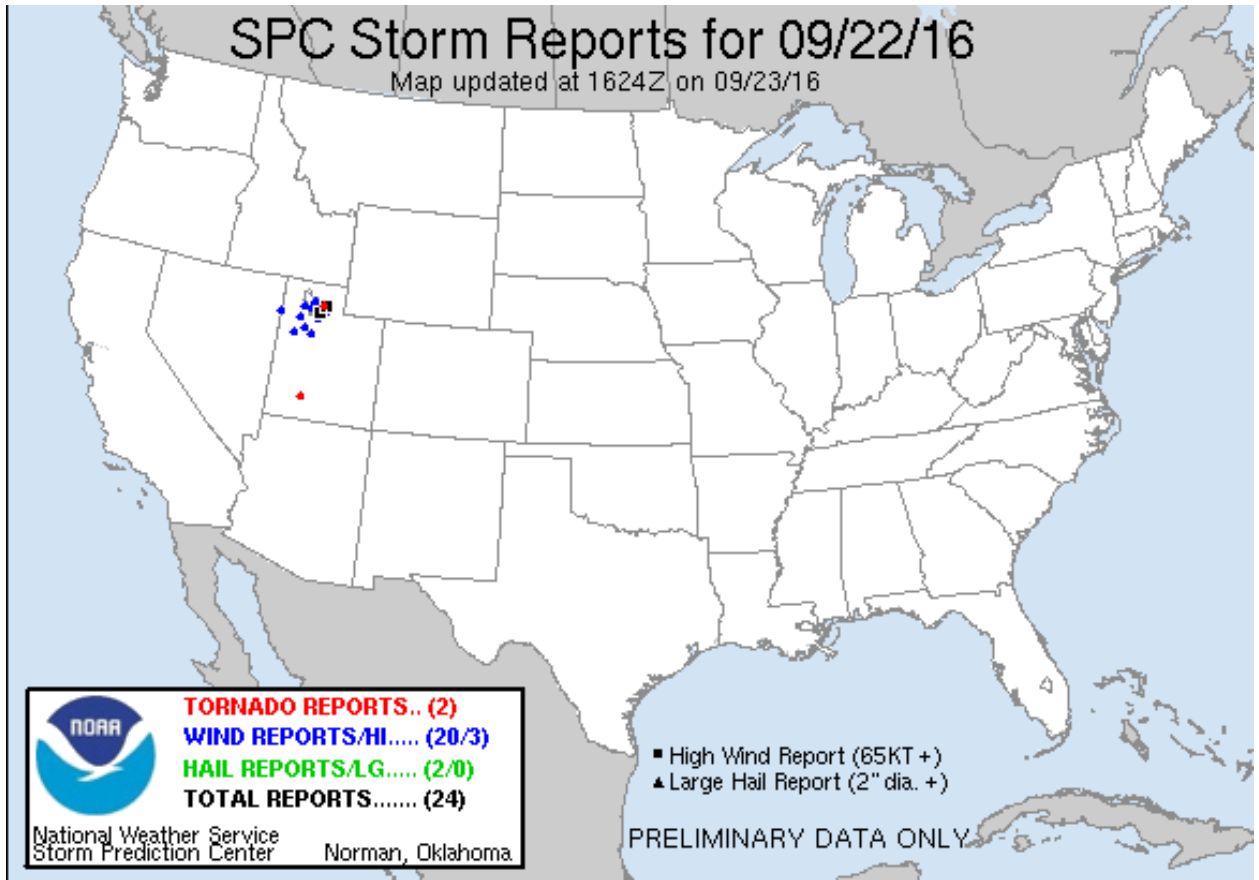 SPC Storm Reports for 09/22/16
Map updated at 1624Z on 09/23/16
NOAA
TORNADO REPORTS.. (2)
WIND REPORTS/HI..... (20/3)
HAIL REPORTS/LG..... (2/0)
TOTAL REPORTS....... (24)
National Weather Service
Storm Prediction Center Norman, Oklahoma
High Wind Report (65KT +)
Large Hail Report (2" dia. +)
PRELIMINARY DATA ONLY